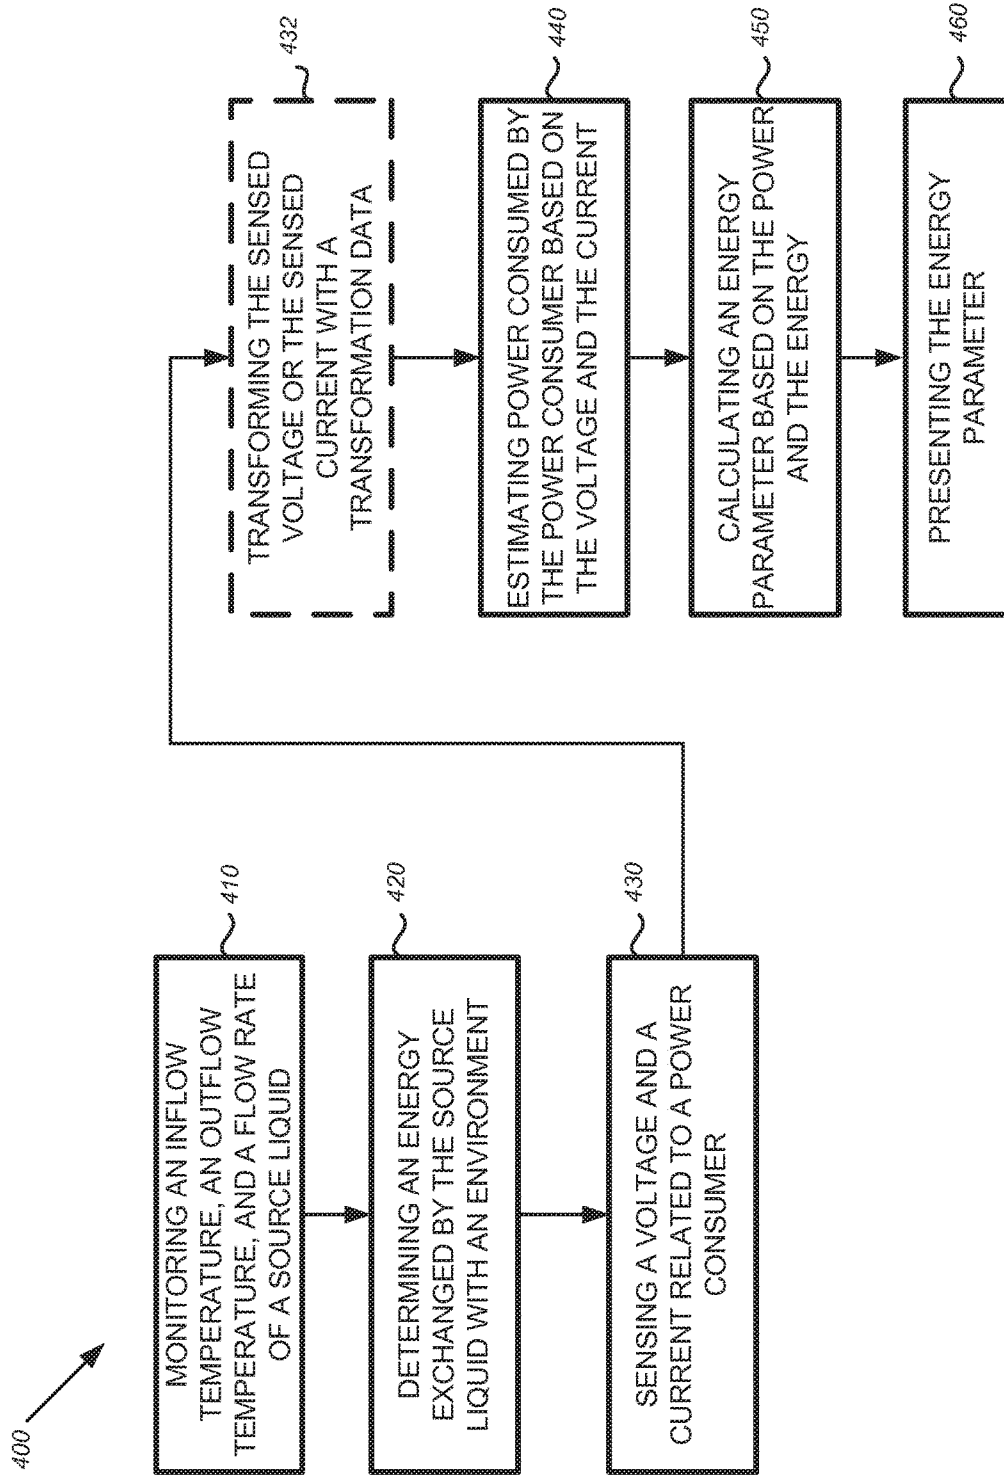 400
MONITORING AN INFLOW
TEMPERATURE, AN OUTFLOW
TEMPERATURE, AND A FLOW RATE
OF A SOURCE LIQUID
410
DETERMINING AN ENERGY
EXCHANGED BY THE SOURCE
LIQUID WITH AN ENVIRONMENT
420
SENSING A VOLTAGE AND A
CURRENT RELATED TO A POWER
CONSUMER
430
TRANSFORMING THE SENSED
VOLTAGE OR THE SENSED
CURRENT WITH A
TRANSFORMATION DATA
432
ESTIMATING POWER CONSUMED BY
THE POWER CONSUMER BASED ON
THE VOLTAGE AND THE CURRENT
440
CALCULATING AN ENERGY
PARAMETER BASED ON THE POWER
AND THE ENERGY
450
PRESENTING THE ENERGY
PARAMETER
460